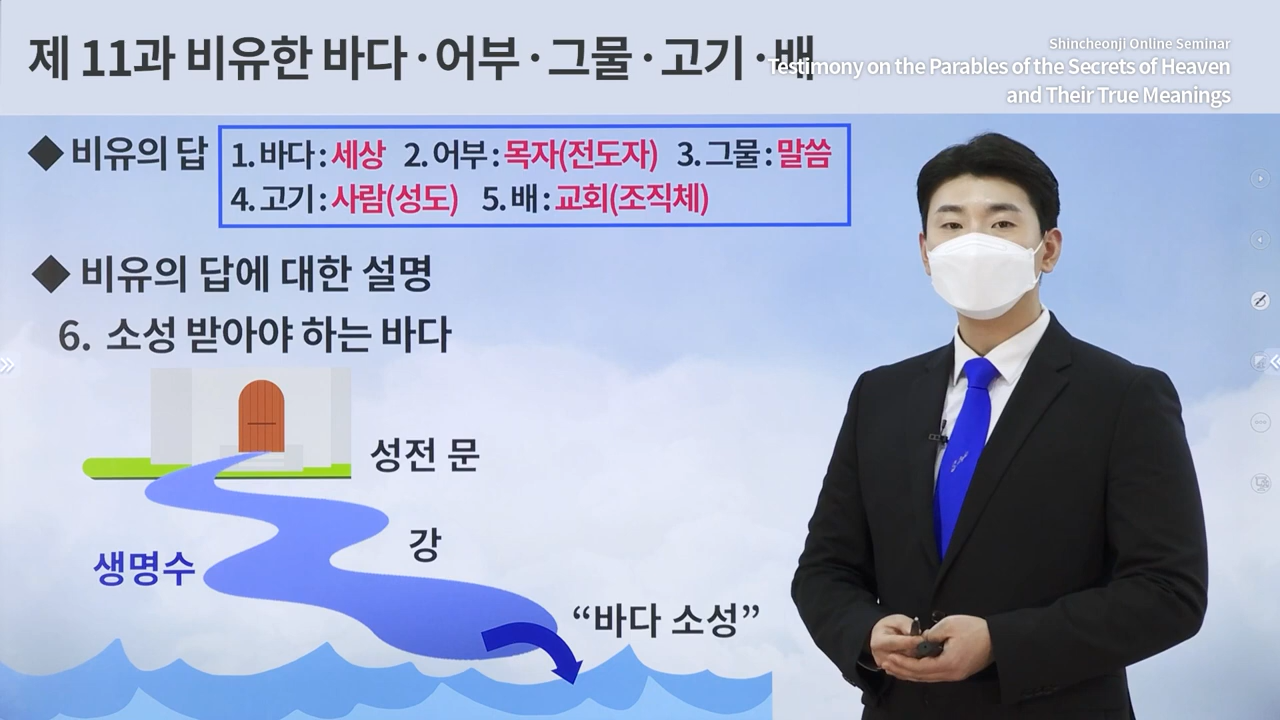 제 11과 비유한 바다·어부·그물·고기·배
Shincheonji Online Seminar
Testimony on the Parables of the Secrets of Heaven
and Their True Meanings
◆ 비유의 답
1. 바다 : 세상 2. 어부 : 목자(전도자) 3. 그물 : 말씀
4. 고기 : 사람(성도) 5. 배 : 교회(조직체)
◆ 비유의 답에 대한 설명
6. 소성 받아야 하는 바다
성전 문
강
생명수
“바다 소성”